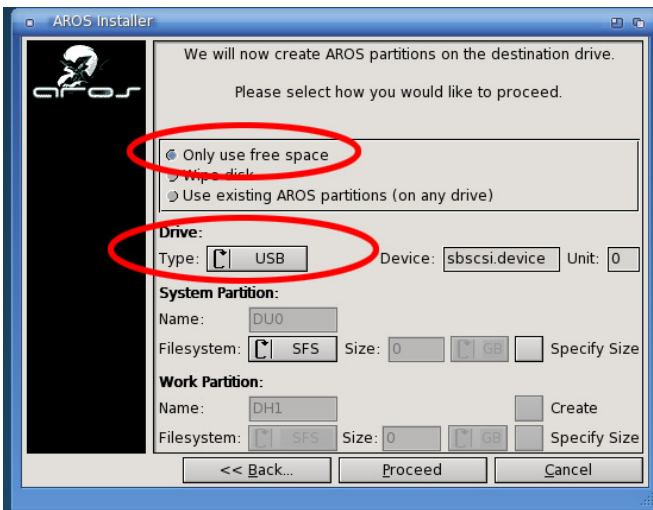 AROS Installer
aros
We will now create AROS partitions on the destination drive.
Please select how you would like to proceed.
Only use free space
Wipe disk
Use existing AROS partitions (on any drive)
Drive:
Type: USB Device: sbscsi.device Unit: 0
System Partition:
Name: DU0
Filesystem: SFS Size: 0 GB Specify Size
Work Partition:
Name: DH1 Create
Filesystem: SFS Size: 0 GB Specify Size
<< Back... Proceed Cancel